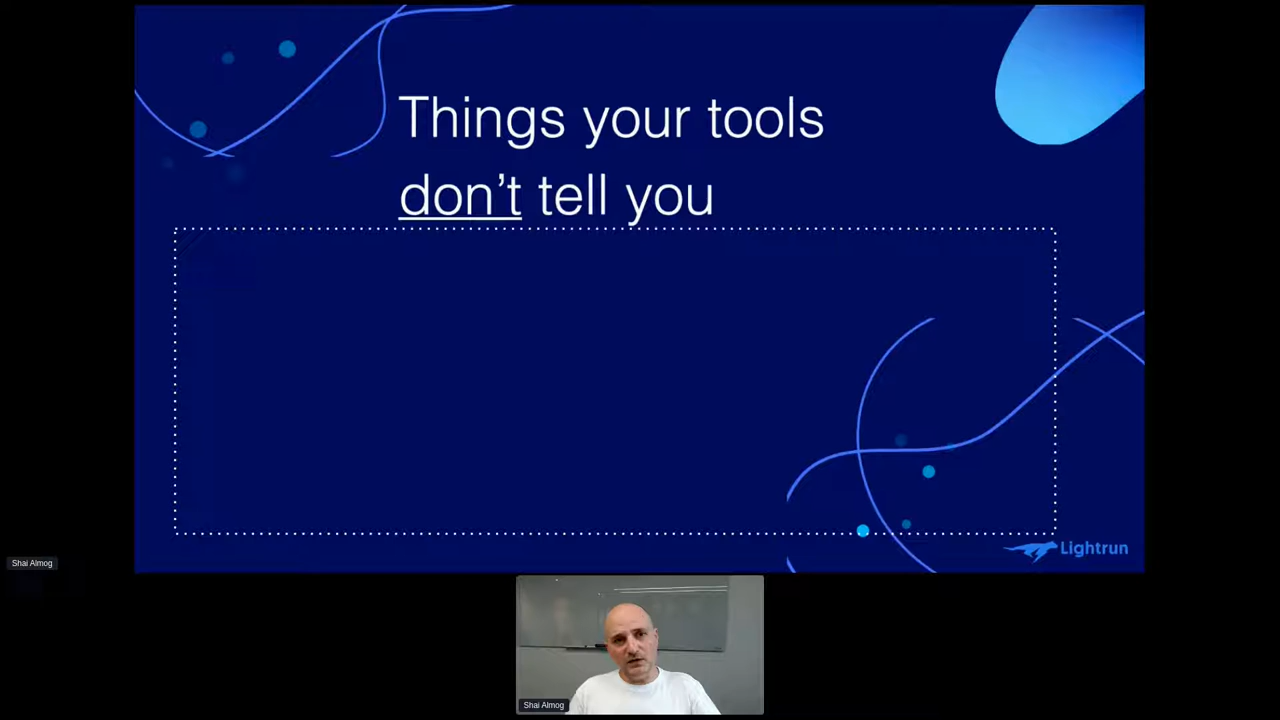 Things your tools
don't tell you
Lightrun
Shai Almog
Shai Almog